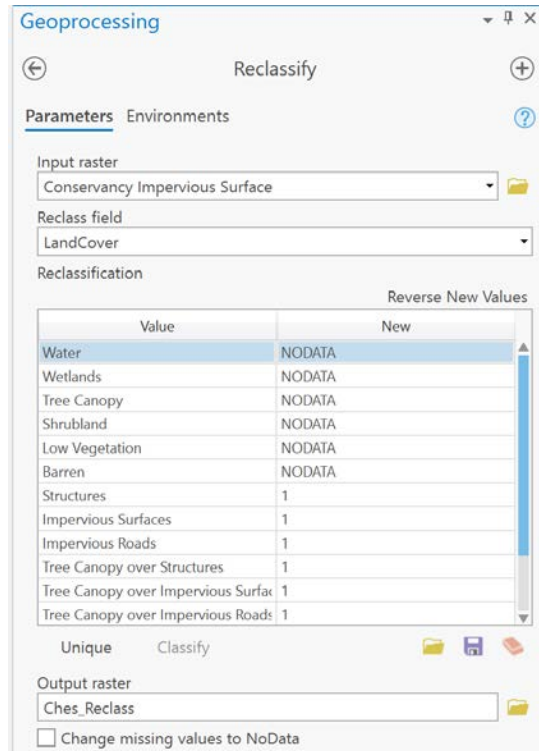 Geoprocessing
Reclassify
Parameters Environments
Input raster
Conservancy Impervious Surface
Reclass field
LandCover
Reclassification
Reverse New Values
Value New
Water NODATA
Wetlands NODATA
Tree Canopy NODATA
Shrubland NODATA
Low Vegetation NODATA
Barren NODATA
Structures 1
Impervious Surfaces 1
Impervious Roads 1
Tree Canopy over Structures 1
Tree Canopy over Impervious Surfac 1
Tree Canopy over Impervious Roads 1
Unique Classify
Output raster
Ches_Reclass
Change missing values to NoData